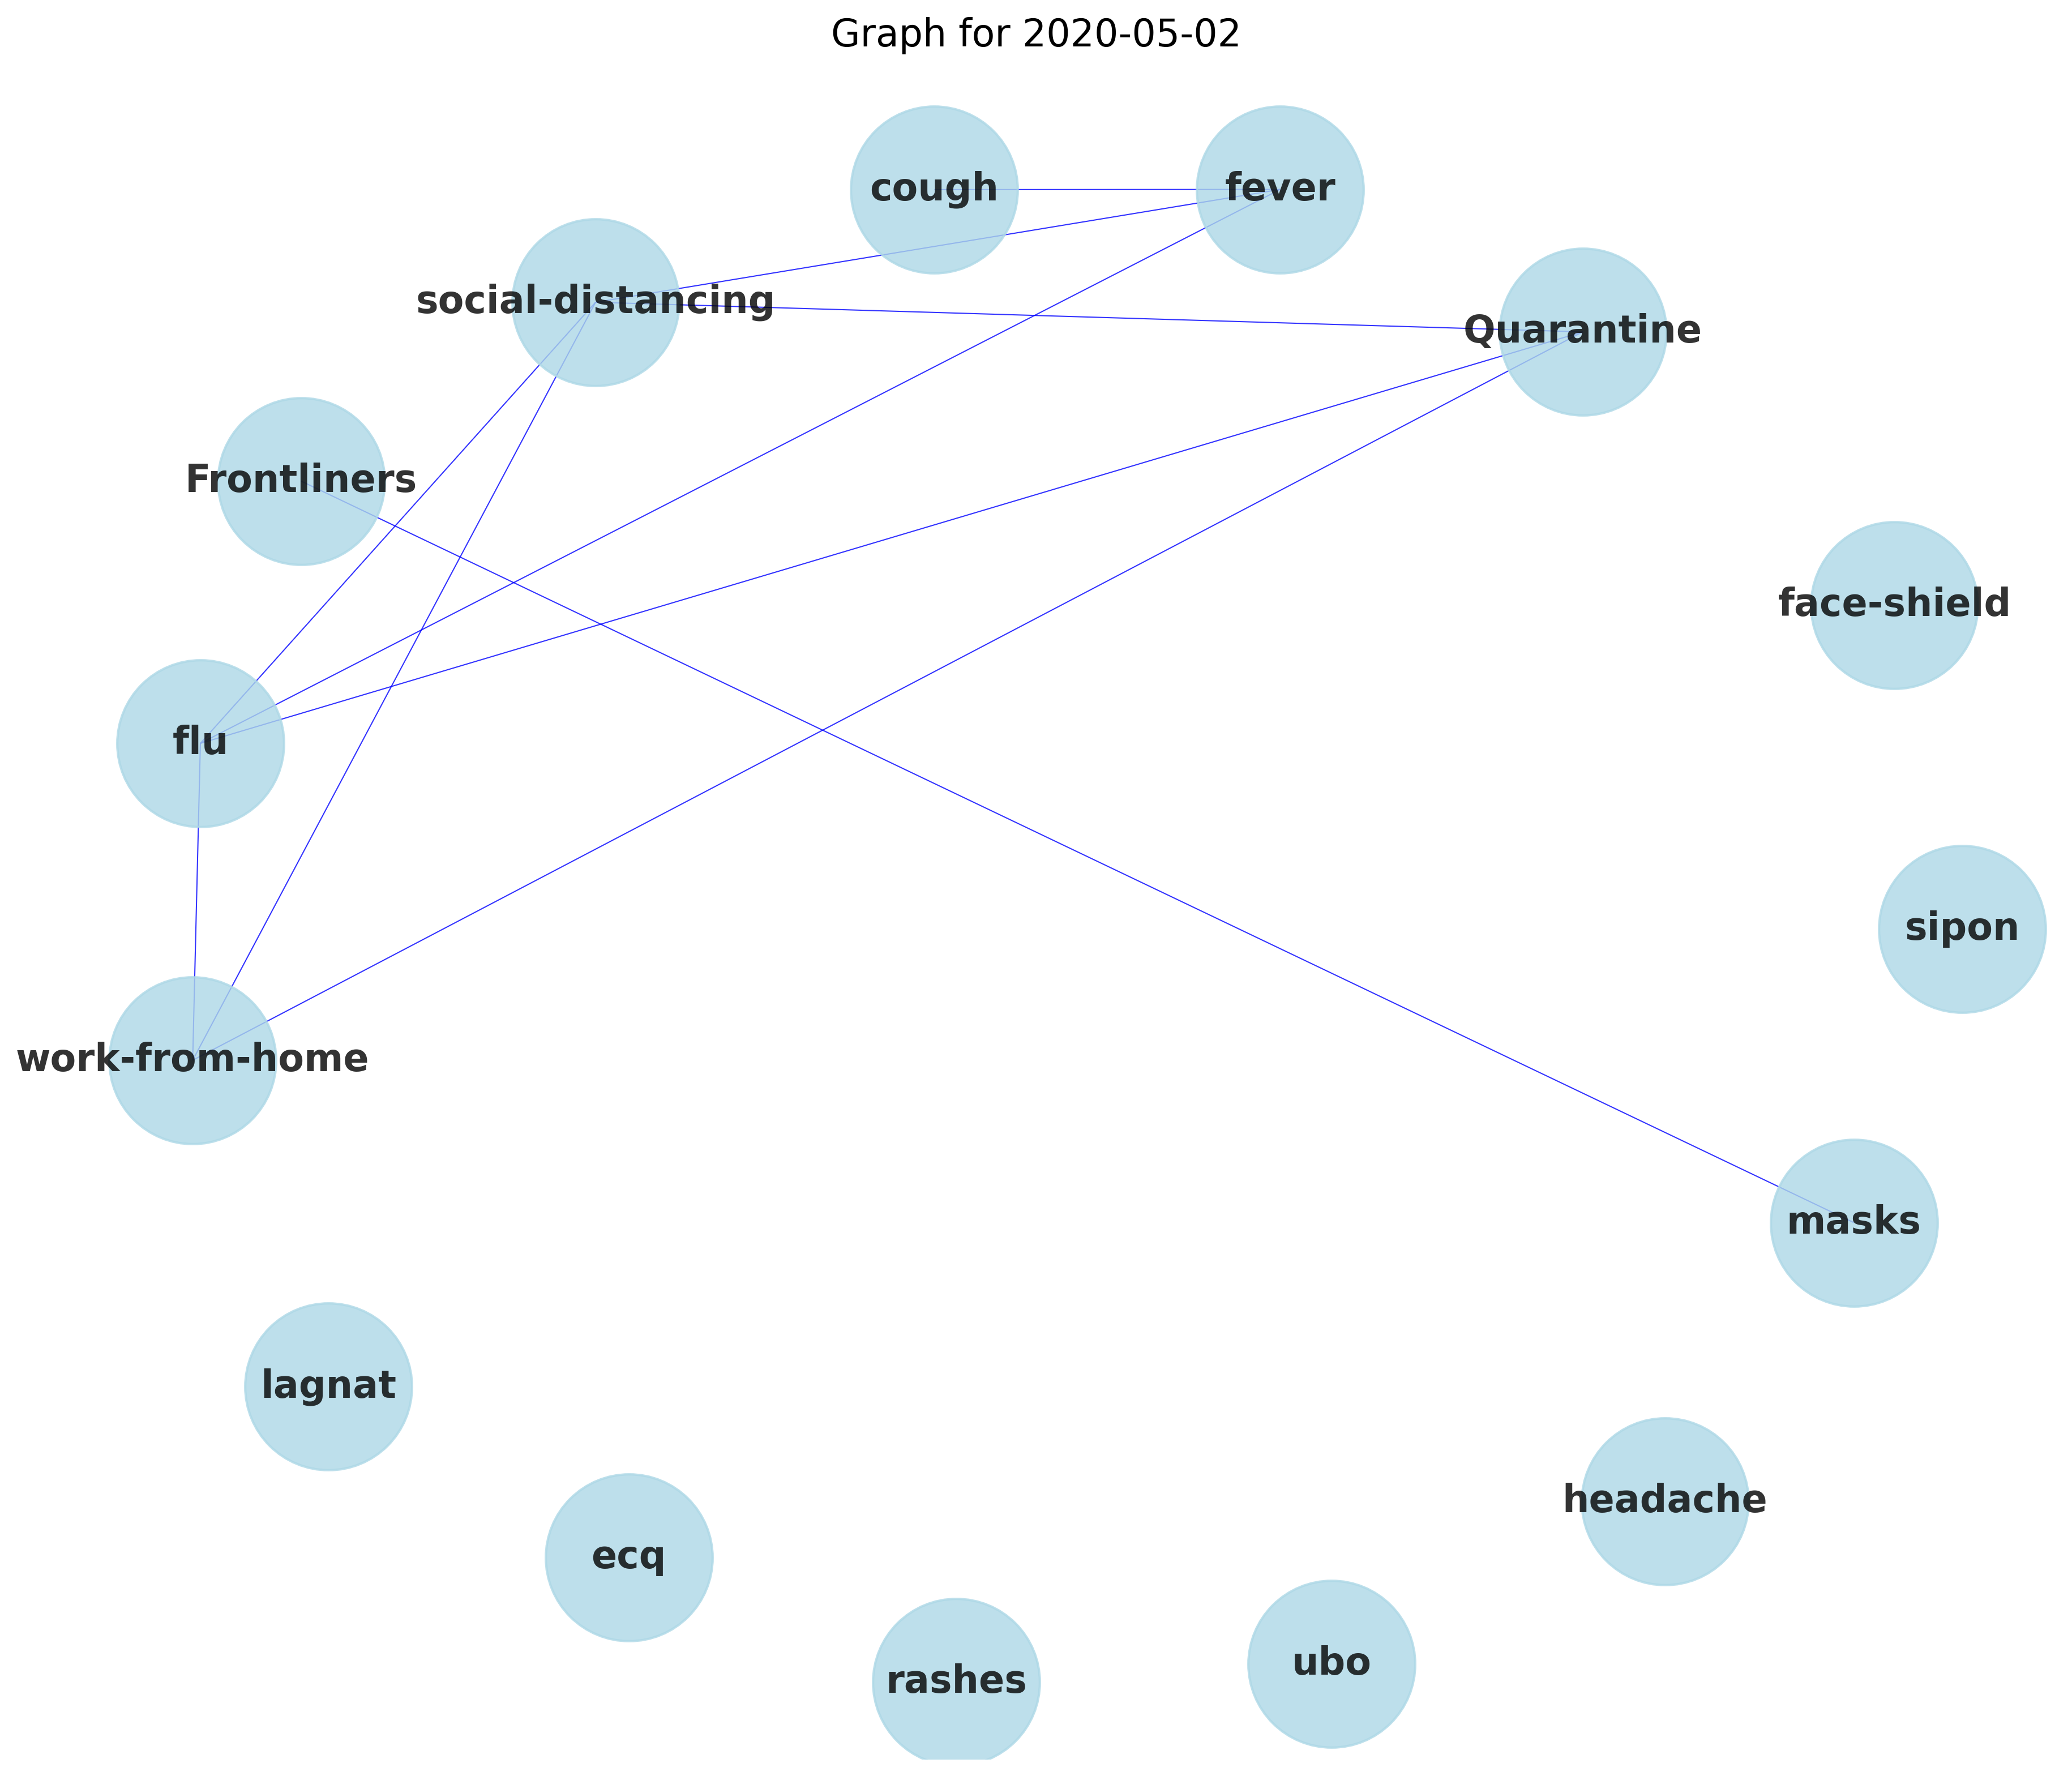 Graph for 2020-05-02
cough
fever
social-distancing
Quarantine
Frontliners
face-shield
flu
sipon
work-from-home
masks
lagnat
headache
ecq
ubo
rashes